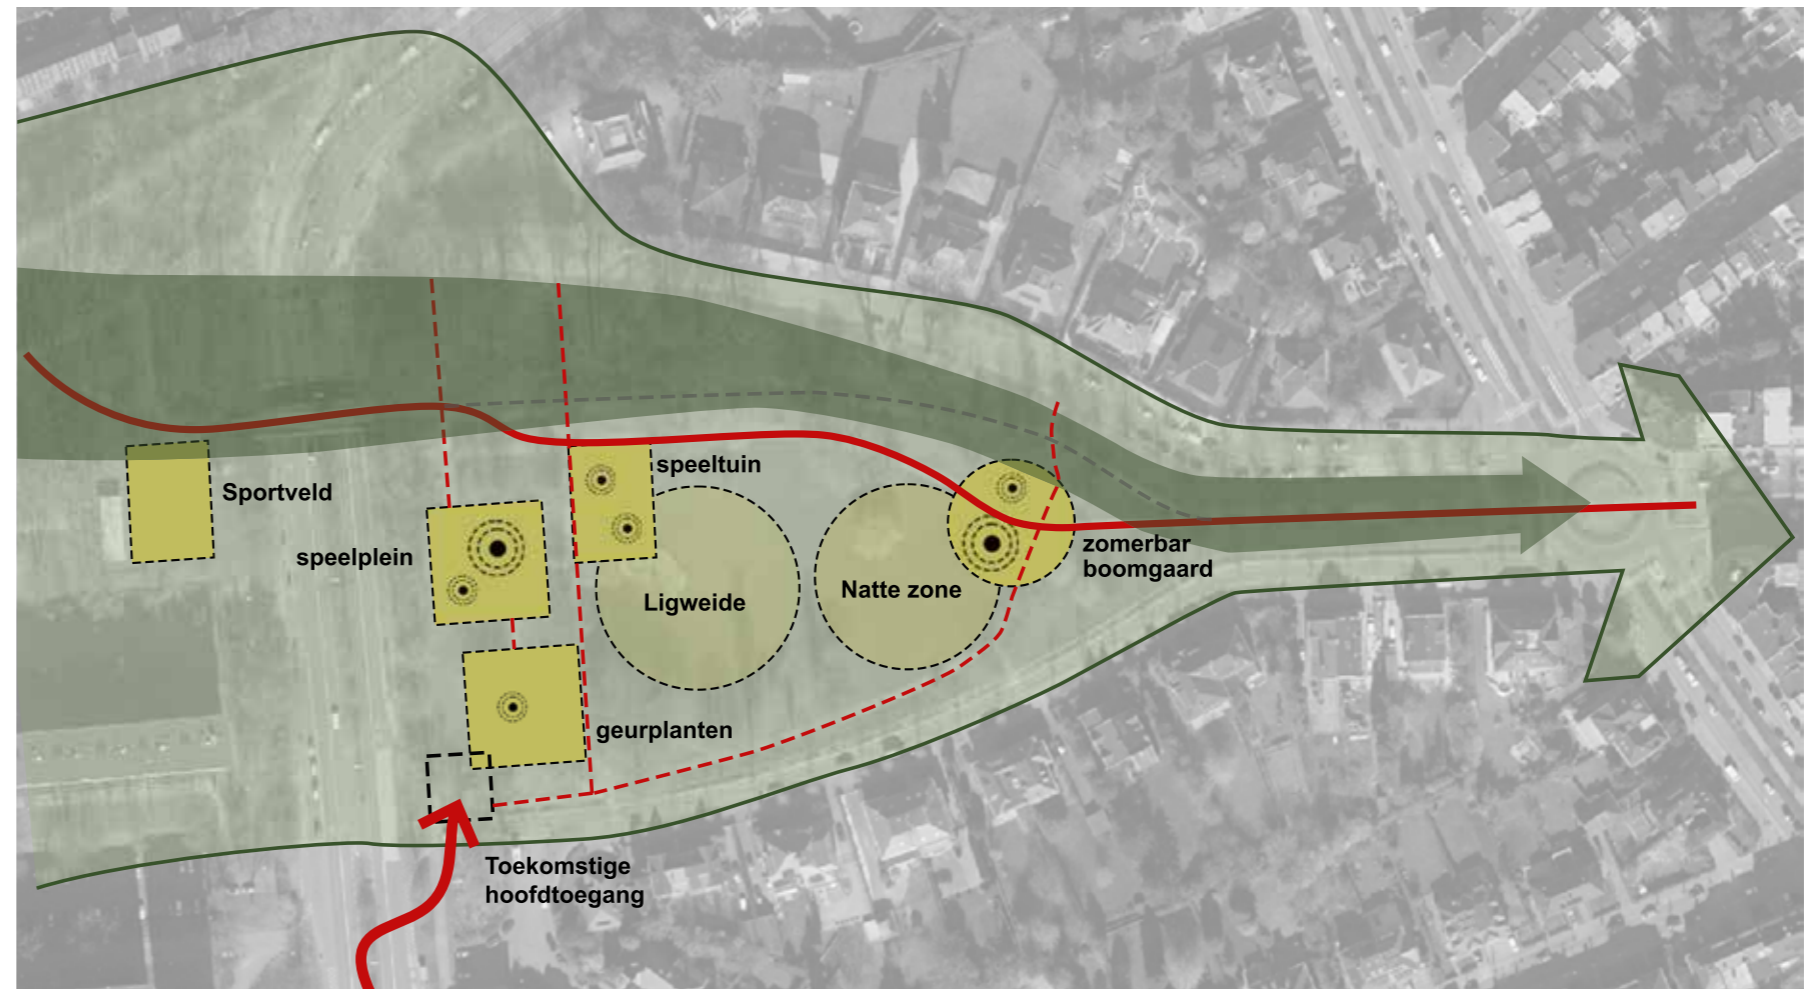 speeltuin
Sportveld
speelplein
zomerbar
boomgaard
Natte zone
Ligweide
geurplanten
Toekomstige
hoofdtoegang